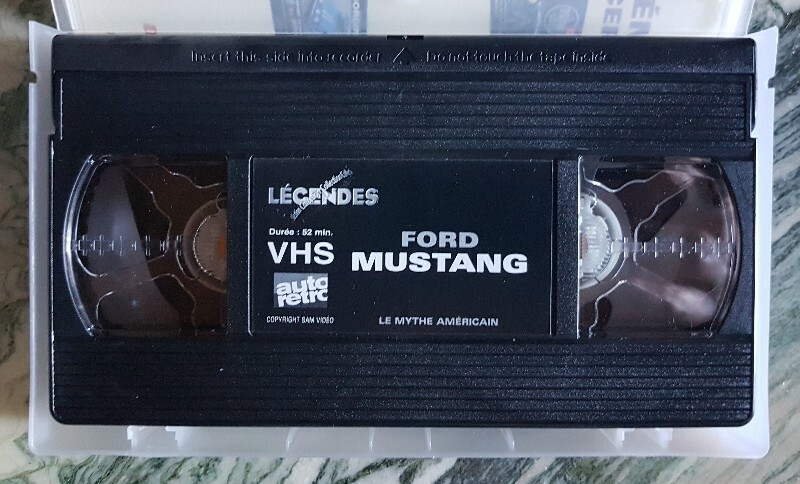 Insert this side into recorder Do not touch the tape inside
LÉGENDES
Durée : 52 min.
VHS
FORD
MUSTANG
auto
retro
COPYRIGHT SAM VIDÉO
LE MYTHE AMÉRICAIN